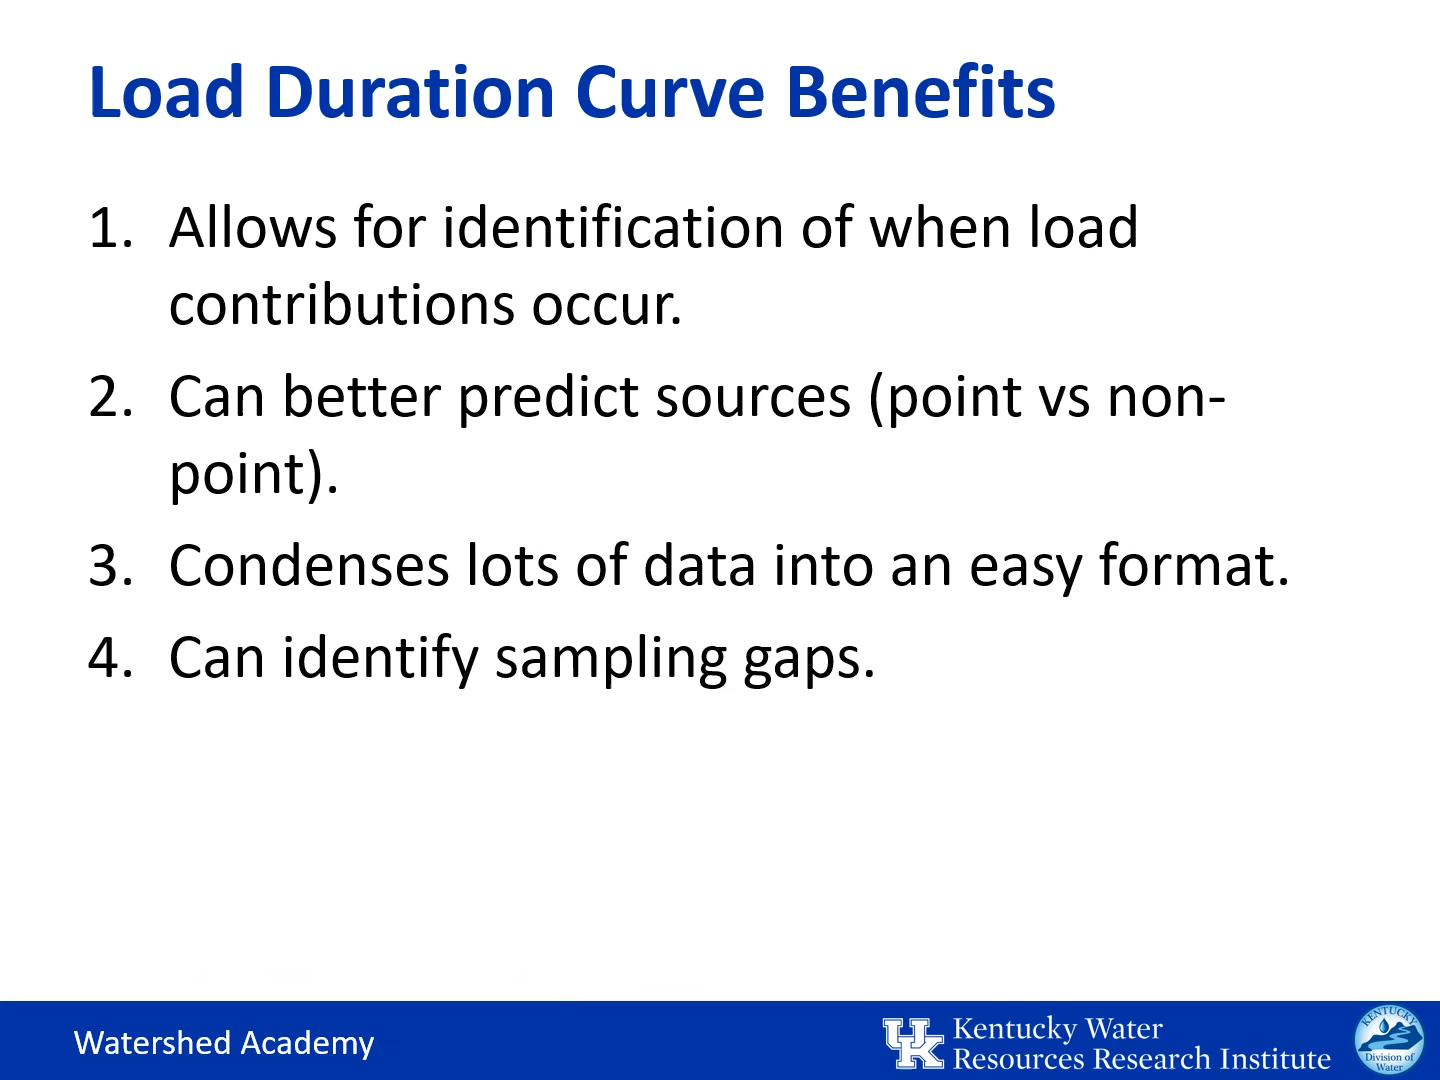 Load Duration Curve Benefits
1. Allows for identification of when load
contributions occur.
2. Can better predict sources (point vs non-
point).
3. Condenses lots of data into an easy format.
4. Can identify sampling gaps.
Watershed Academy
UK
Kentucky Water
Resources Research Institute
KENTUCKY
Division of
Water